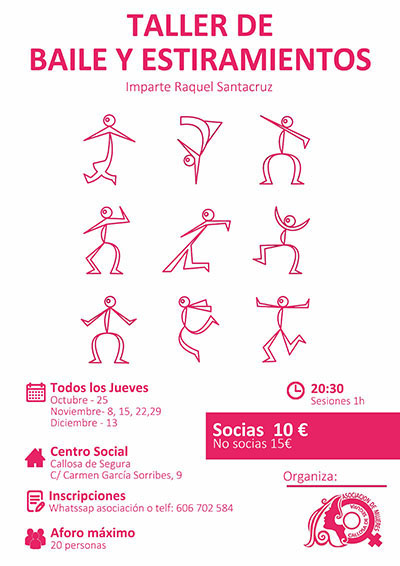 TALLER DE
BAILE Y ESTIRAMIENTOS
Imparte Raquel Santacruz
Todos los Jueves
Octubre - 25
Noviembre- 8, 15, 22,29
Diciembre - 13
20:30
Sesiones 1h
Socias 10 €
No socias 15€
Centro Social
Callosa de Segura
C/ Carmen García Sorribes, 9
Inscripciones
Whatssap asociación o telf: 606 702 584
Aforo máximo
20 personas
Organiza:
ASOCIACIÓN DE MUJERES
CALLOSA DE SEGURA